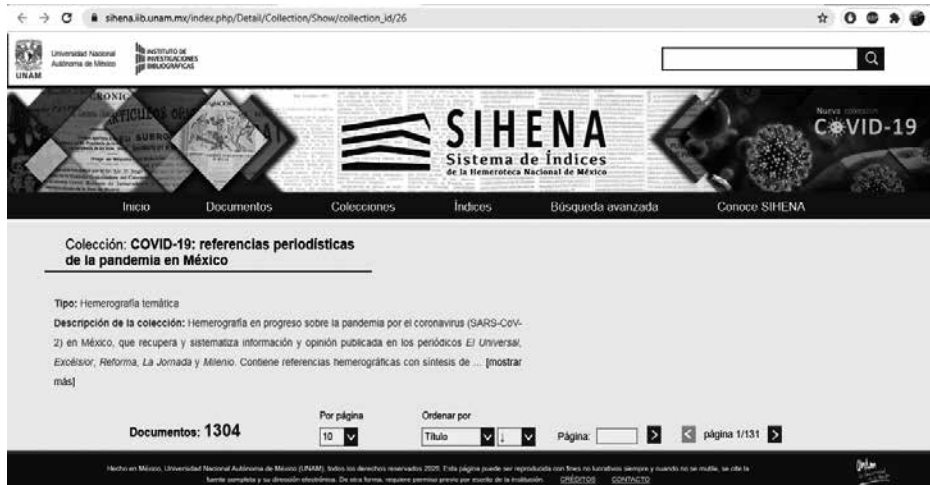 sihena.iib.unam.mx/index.php/Detail/Collection/Show/collection_id/26
UNAM
Universidad Nacional
Autónoma de México
INSTITUTO DE
INVESTIGACIONES
BIBLIOGRÁFICAS
SIHENA
Sistema de Índices
de la Hemeroteca Nacional de México
Nueva colección
COVID-19
Inicio Documentos Colecciones Índices Búsqueda avanzada Conoce SIHENA
Colección: COVID-19: referencias periodísticas
de la pandemia en México
Tipo: Hemerografía temática
Descripción de la colección: Hemerografía en progreso sobre la pandemia por el coronavirus (SARS-CoV-
2) en México, que recupera y sistematiza información y opinión publicada en los periódicos El Universal,
Excélsior, Reforma, La Jornada y Milenio. Contiene referencias hemerográficas con síntesis de ... [mostrar
más]
Documentos: 1304
Por página
10
Ordenar por
Título ↓
Página:
página 1/131
Hecho en México, Universidad Nacional Autónoma de México (UNAM), todos los derechos reservados 2020. Esta página puede ser reproducida con fines no lucrativos siempre y cuando no se mutile, se cite la
fuente completa y su dirección electrónica. De otra forma, requiere permiso previo por escrito de la institución. CRÉDITOS CONTACTO